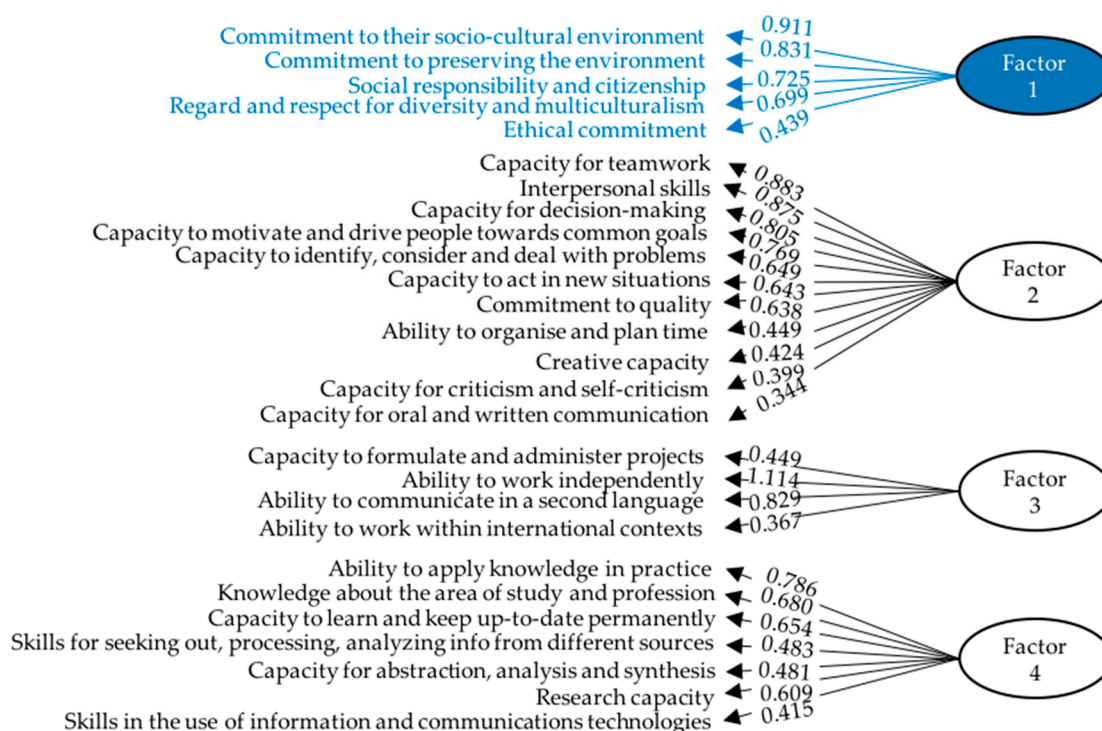 Commitment to their socio-cultural environment 0.911
Commitment to preserving the environment 0.831
Social responsibility and citizenship 0.725
Regard and respect for diversity and multiculturalism 0.699
Ethical commitment 0.439
Factor
1
Capacity for teamwork 0.883
Interpersonal skills 0.875
Capacity for decision-making 0.805
Capacity to motivate and drive people towards common goals 0.769
Capacity to identify, consider and deal with problems 0.649
Capacity to act in new situations 0.643
Commitment to quality 0.638
Ability to organise and plan time 0.449
Creative capacity 0.424
Capacity for criticism and self-criticism 0.399
Capacity for oral and written communication 0.344
Factor
2
Capacity to formulate and administer projects 0.449
Ability to work independently 1.114
Ability to communicate in a second language 0.829
Ability to work within international contexts 0.367
Factor
3
Ability to apply knowledge in practice 0.786
Knowledge about the area of study and profession 0.680
Capacity to learn and keep up-to-date permanently 0.654
Skills for seeking out, processing, analyzing info from different sources 0.483
Capacity for abstraction, analysis and synthesis 0.481
Research capacity 0.609
Skills in the use of information and communications technologies 0.415
Factor
4